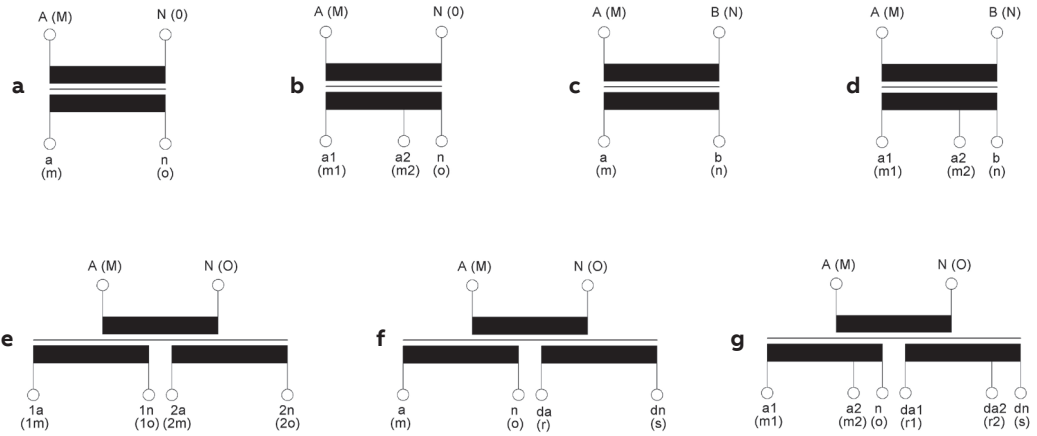 A (M) N (0) A (M) N (0) A (M) B (N) A (M) B (N)
a b c d
a n a1 a2 n a b a1 a2 b
(m) (o) (m1) (m2) (o) (m) (n) (m1) (m2) (n)
A (M) N (O) A (M) N (O) A (M) N (O)
e f g
1a 1n 2a 2n a n da dn a1 a2 n da1 da2 dn
(1m) (1o) (2m) (2o) (m) (o) (r) (s) (m1) (m2) (o) (r1) (r2) (s)